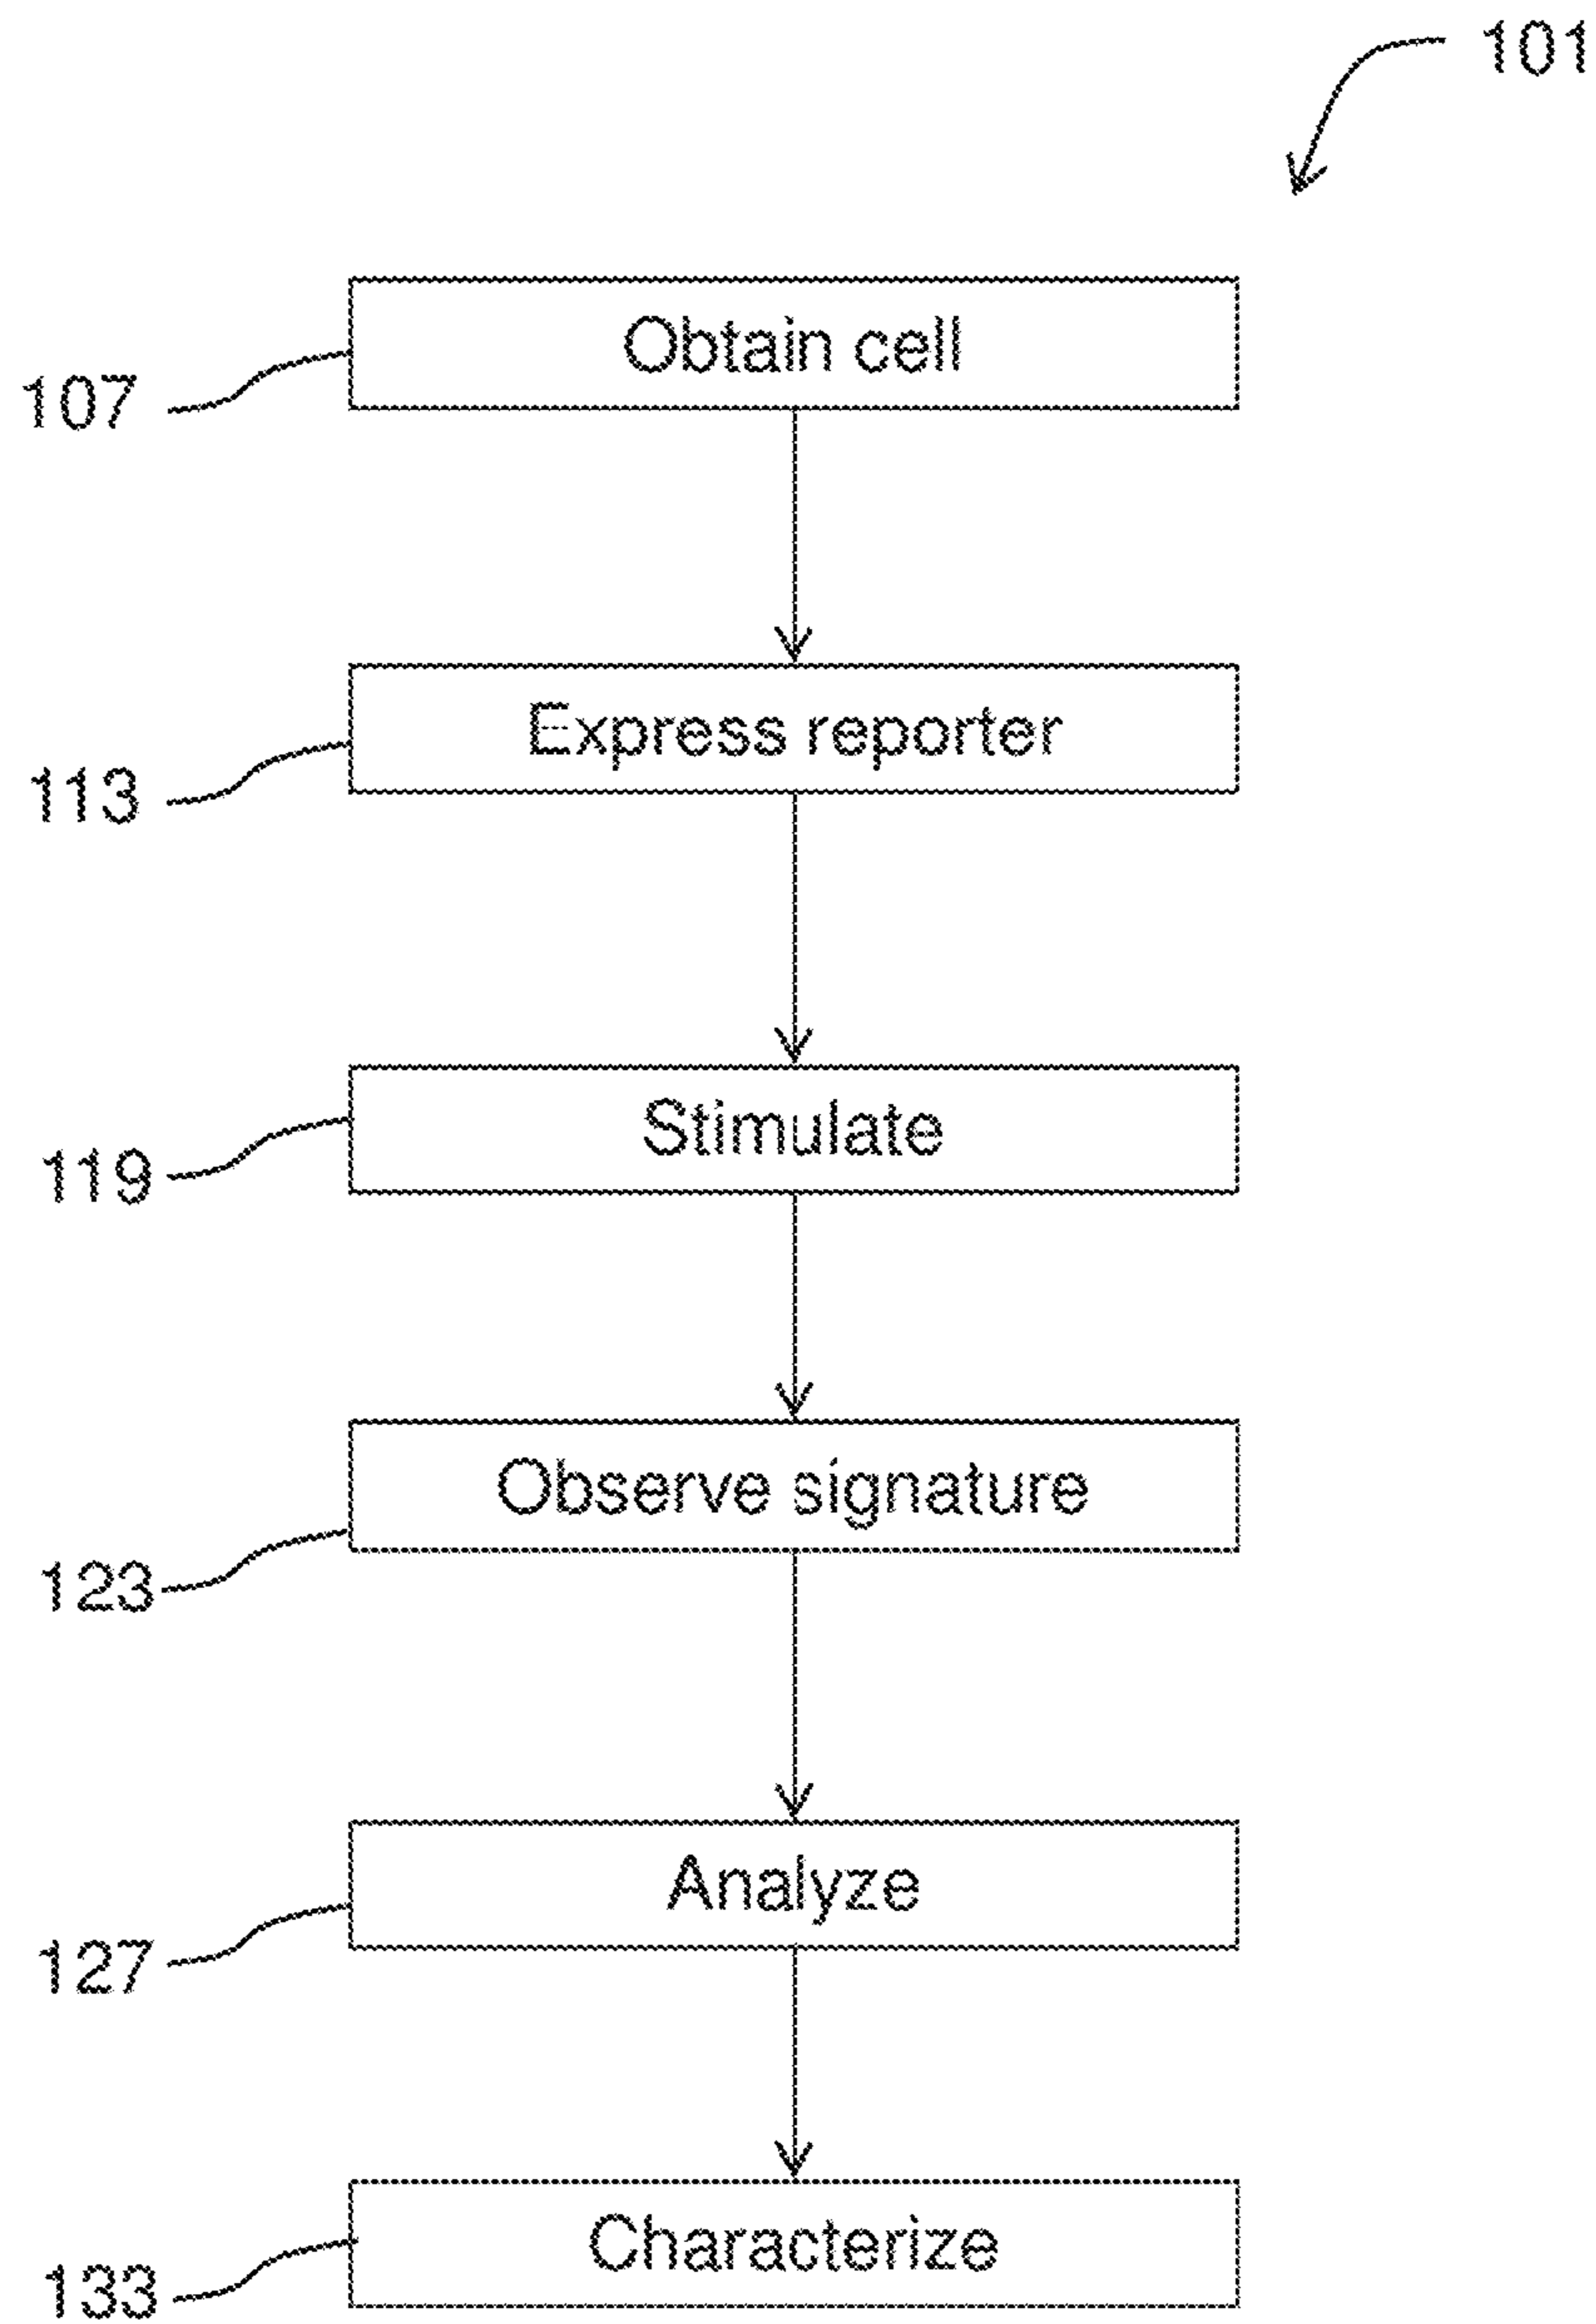 101
Obtain cell
107
Express reporter
113
Stimulate
119
Observe signature
123
Analyze
127
Characterize
133